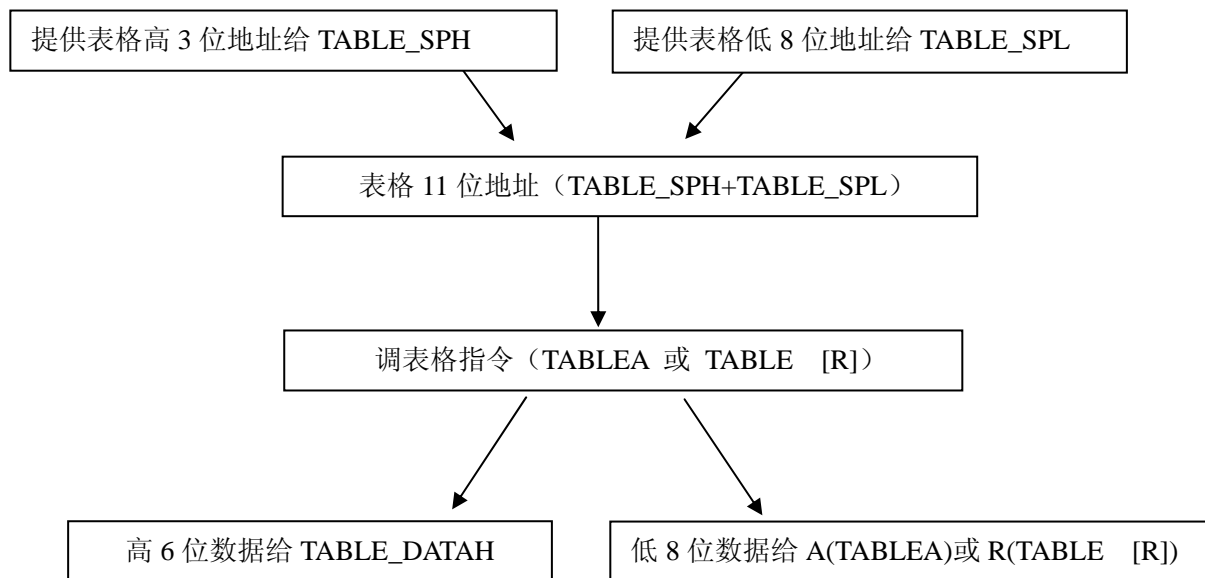 提供表格高 3 位地址给 TABLE_SPH
提供表格低 8 位地址给 TABLE_SPL
表格 11 位地址（TABLE_SPH+TABLE_SPL）
调表格指令（TABLEA 或 TABLE [R]）
高 6 位数据给 TABLE_DATAH
低 8 位数据给 A(TABLEA)或 R(TABLE [R])